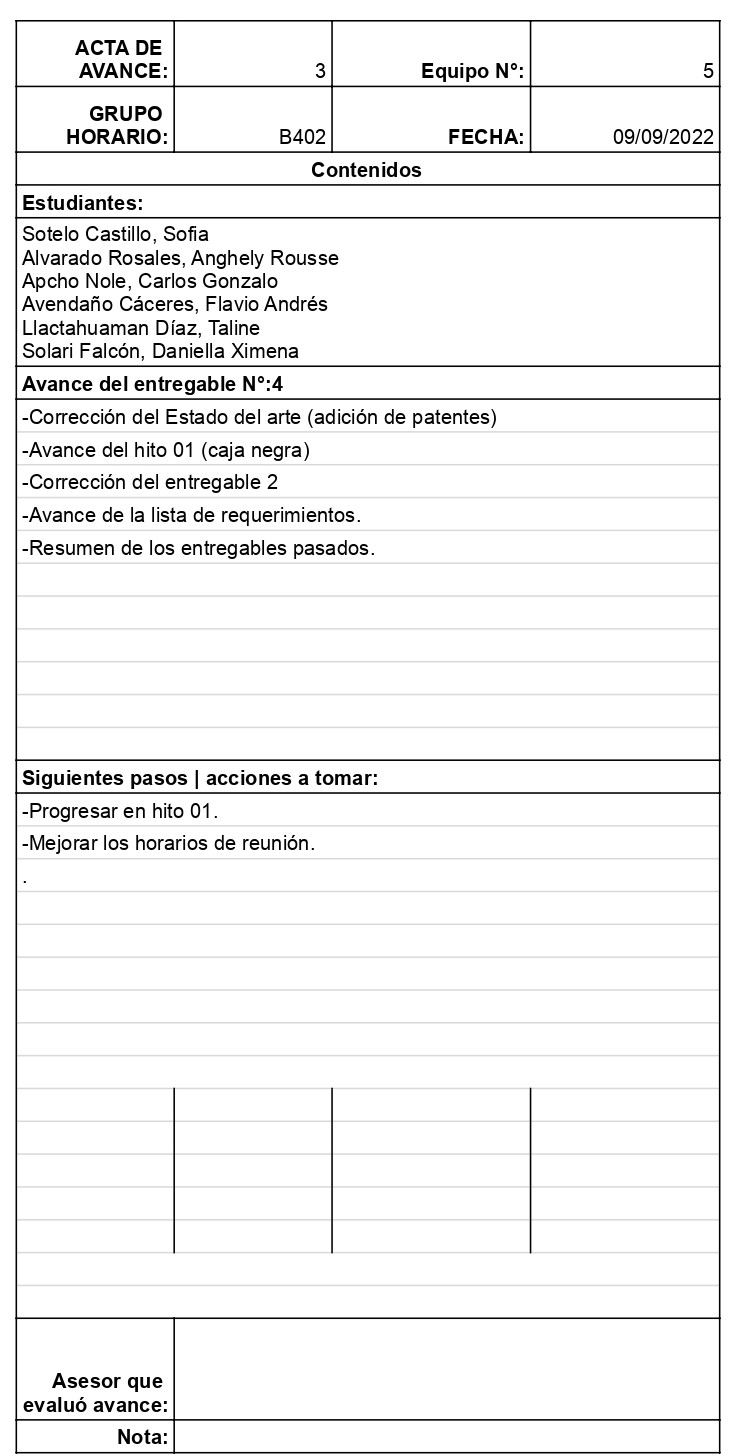 ACTA DE
AVANCE: 3 Equipo N°: 5
GRUPO
HORARIO: B402 FECHA: 09/09/2022
Contenidos
Estudiantes:
Sotelo Castillo, Sofia
Alvarado Rosales, Anghely Rousse
Apcho Nole, Carlos Gonzalo
Avendaño Cáceres, Flavio Andrés
Llactahuaman Díaz, Taline
Solari Falcón, Daniella Ximena
Avance del entregable N°:4
-Corrección del Estado del arte (adición de patentes)
-Avance del hito 01 (caja negra)
-Corrección del entregable 2
-Avance de la lista de requerimientos.
-Resumen de los entregables pasados.
Siguientes pasos | acciones a tomar:
-Progresar en hito 01.
-Mejorar los horarios de reunión.
.
Asesor que
evaluó avance:
Nota: